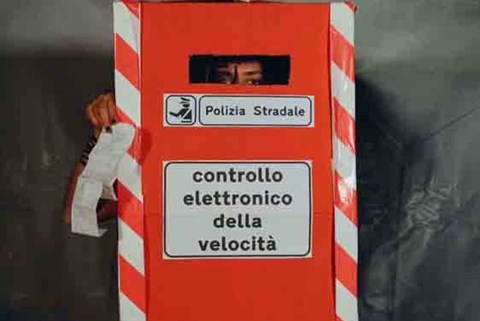 Polizia Stradale
controllo
elettronico
della
velocità